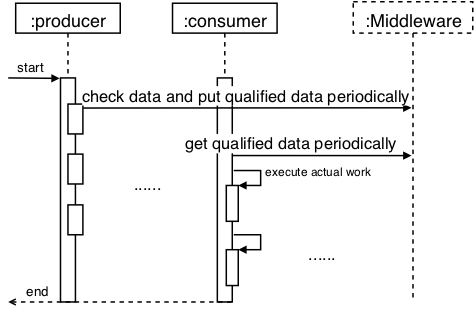 :producer
:consumer
:Middleware
start
check data and put qualified data periodically
get qualified data periodically
execute actual work
......
......
end